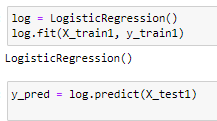 log = LogisticRegression()
log.fit(X_train1, y_train1)
LogisticRegression()
y_pred = log.predict(X_test1)